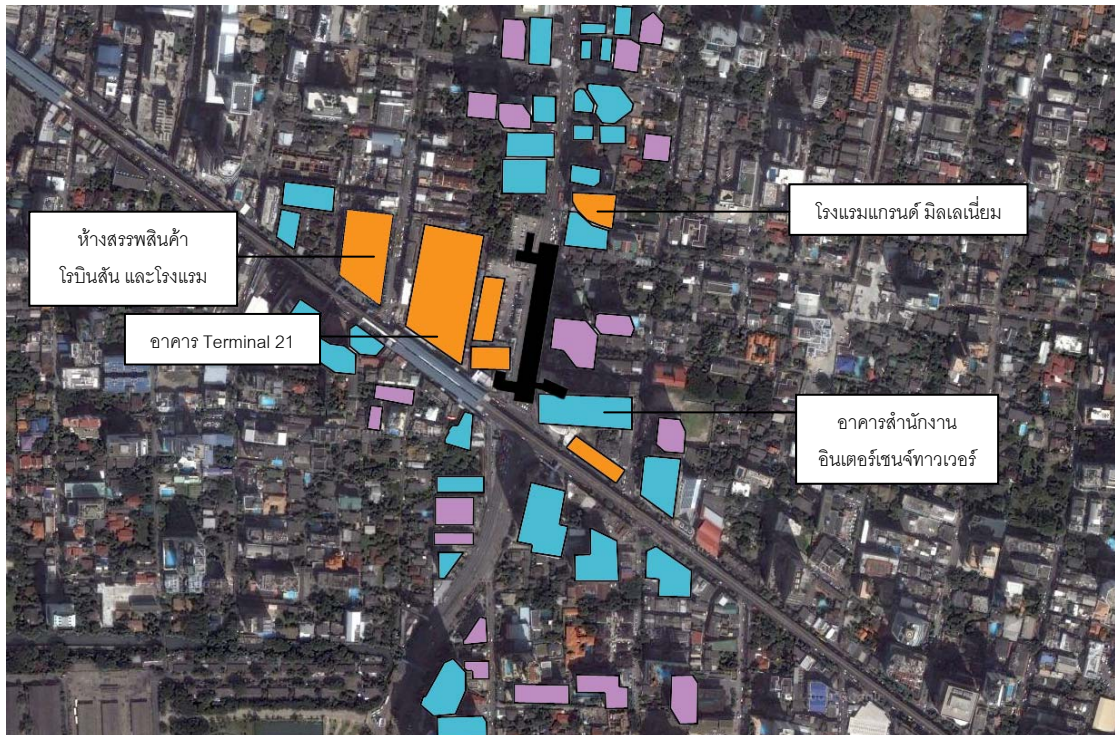 โรงแรมแกรนด์ มิลเลเนี่ยม
ห้างสรรพสินค้า
โรบินสัน และโรงแรม
อาคาร Terminal 21
อาคารสำนักงาน
อินเตอร์เชนจ์ทาวเวอร์